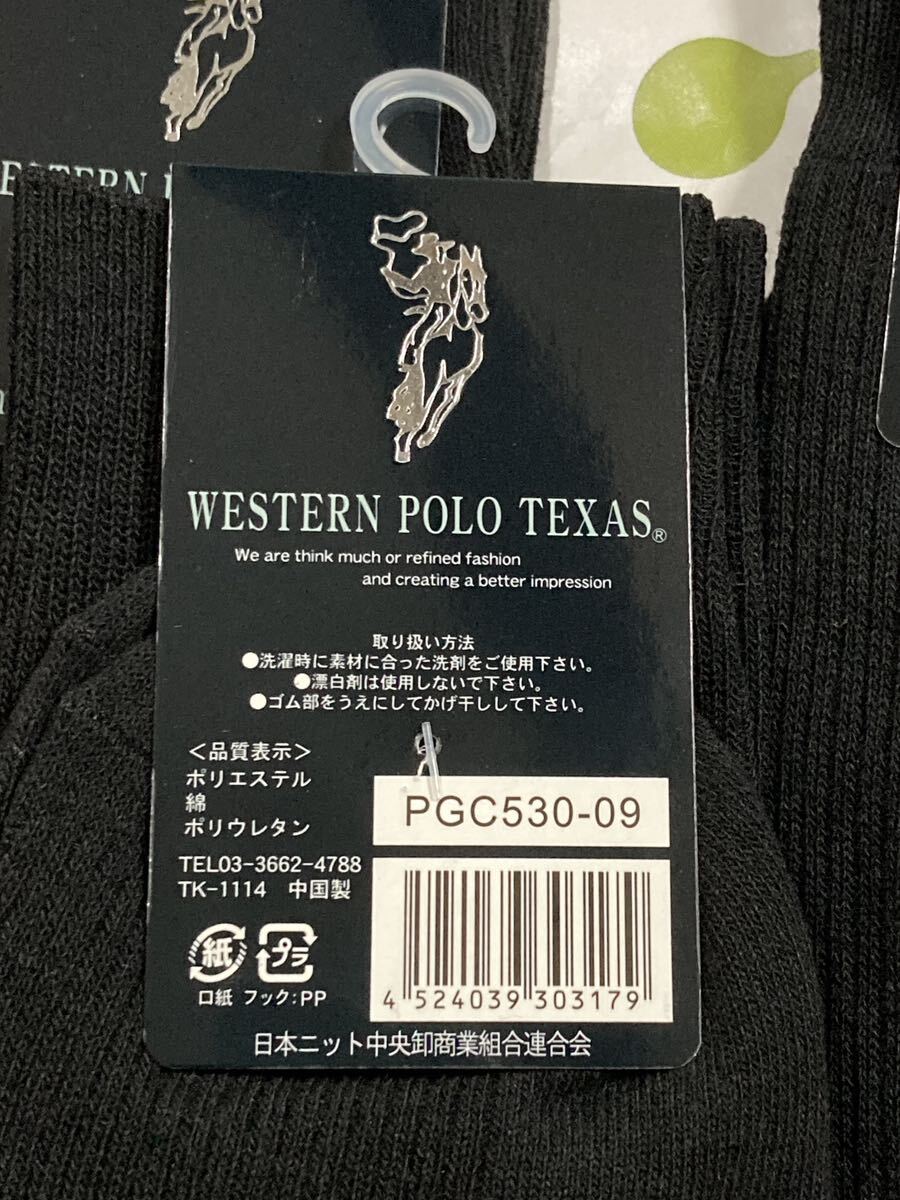 WESTERN POLO TEXAS®
We are think much or refined fashion
and creating a better impression
取り扱い方法
●洗濯時に素材に合った洗剤をご使用下さい。
●漂白剤は使用しないで下さい。
●ゴム部をうえにしてかげ干しして下さい。
＜品質表示＞
ポリエステル
綿
ポリウレタン
PGC530-09
TEL03-3662-4788
TK-1114 中国製
紙 プラ
口紙 フック:PP
4 524039 303179
日本ニット中央卸商業組合連合会